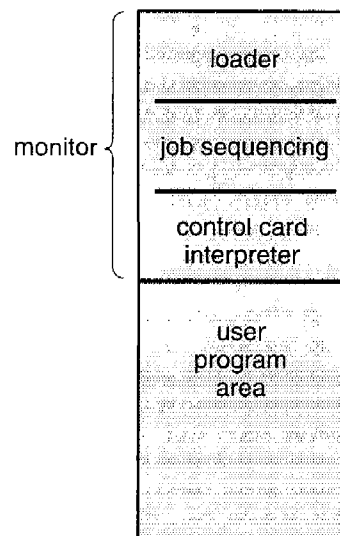 loader
monitor
job sequencing
control card
interpreter
user
program
area